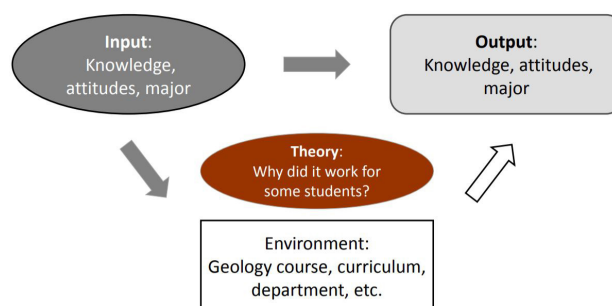 Input:
Knowledge,
attitudes, major
Output:
Knowledge, attitudes,
major
Theory:
Why did it work for
some students?
Environment:
Geology course, curriculum,
department, etc.